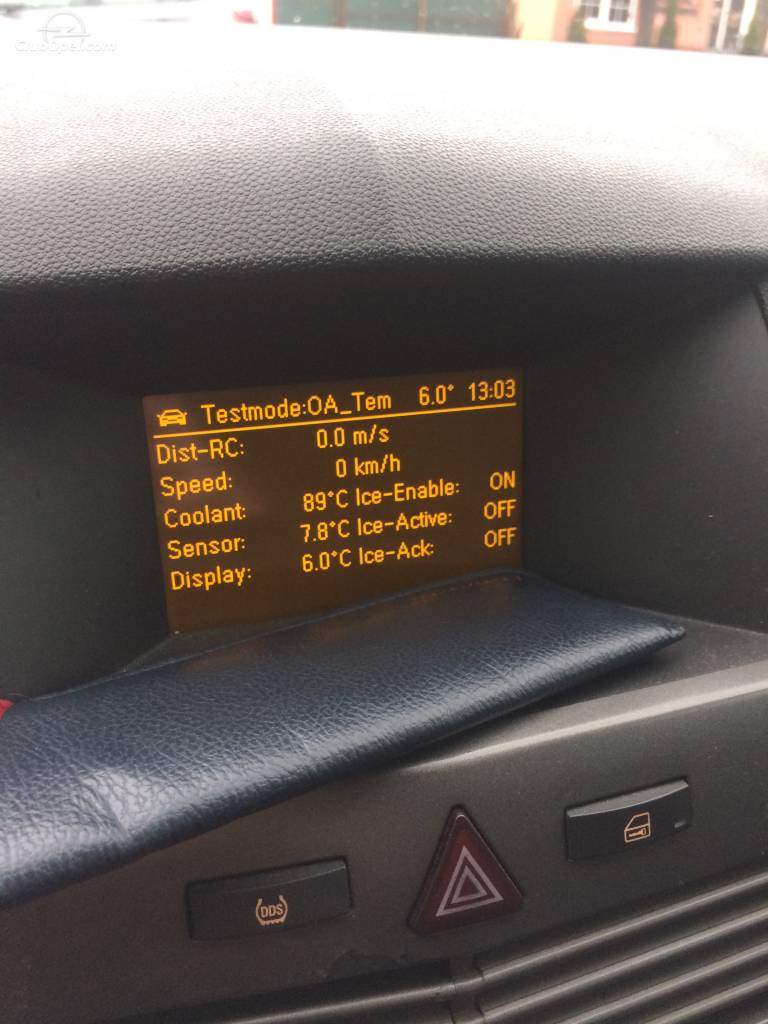 ClubOpel.com
Testmode:OA_Tem 6.0° 13:03
Dist-RC: 0.0 m/s
Speed: 0 km/h
Coolant: 89°C Ice-Enable: ON
Sensor: 7.8°C Ice-Active: OFF
Display: 6.0°C Ice-Ack: OFF
DDS